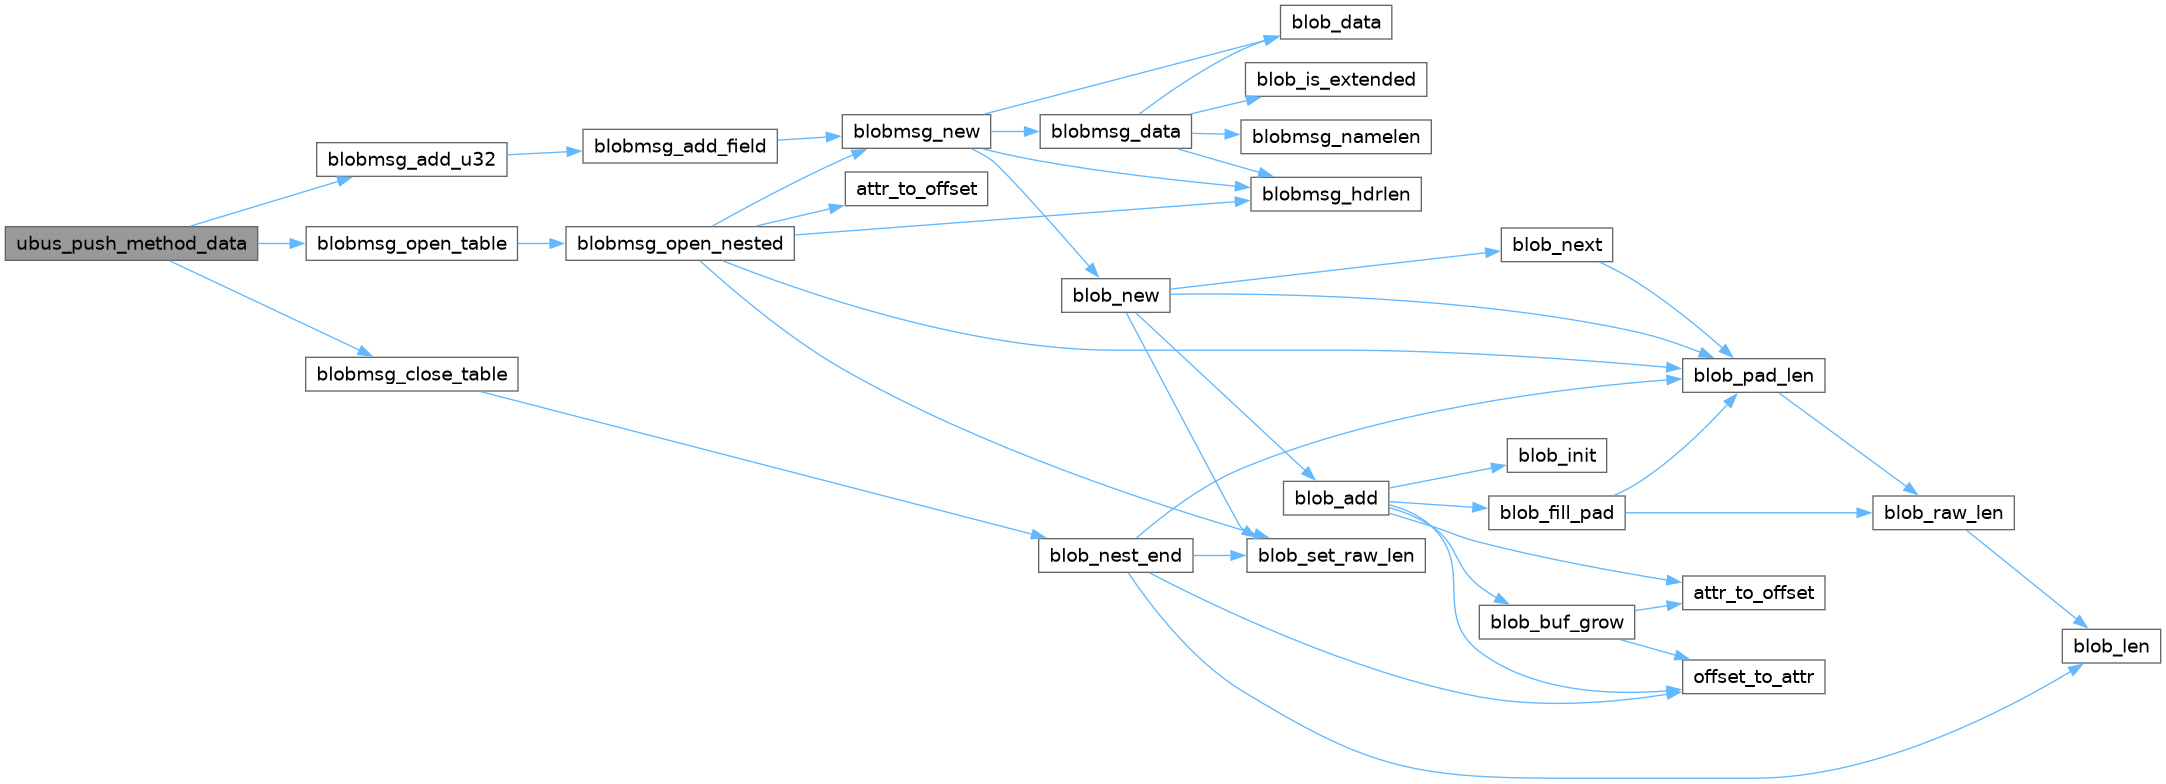 ubus_push_method_data
blobmsg_add_u32
blobmsg_open_table
blobmsg_close_table
blobmsg_add_field
blobmsg_open_nested
blobmsg_new
attr_to_offset
blobmsg_data
blob_new
blob_nest_end
blob_data
blob_is_extended
blobmsg_namelen
blobmsg_hdrlen
blob_add
blob_set_raw_len
blob_next
blob_init
blob_fill_pad
blob_buf_grow
blob_pad_len
attr_to_offset
offset_to_attr
blob_raw_len
blob_len